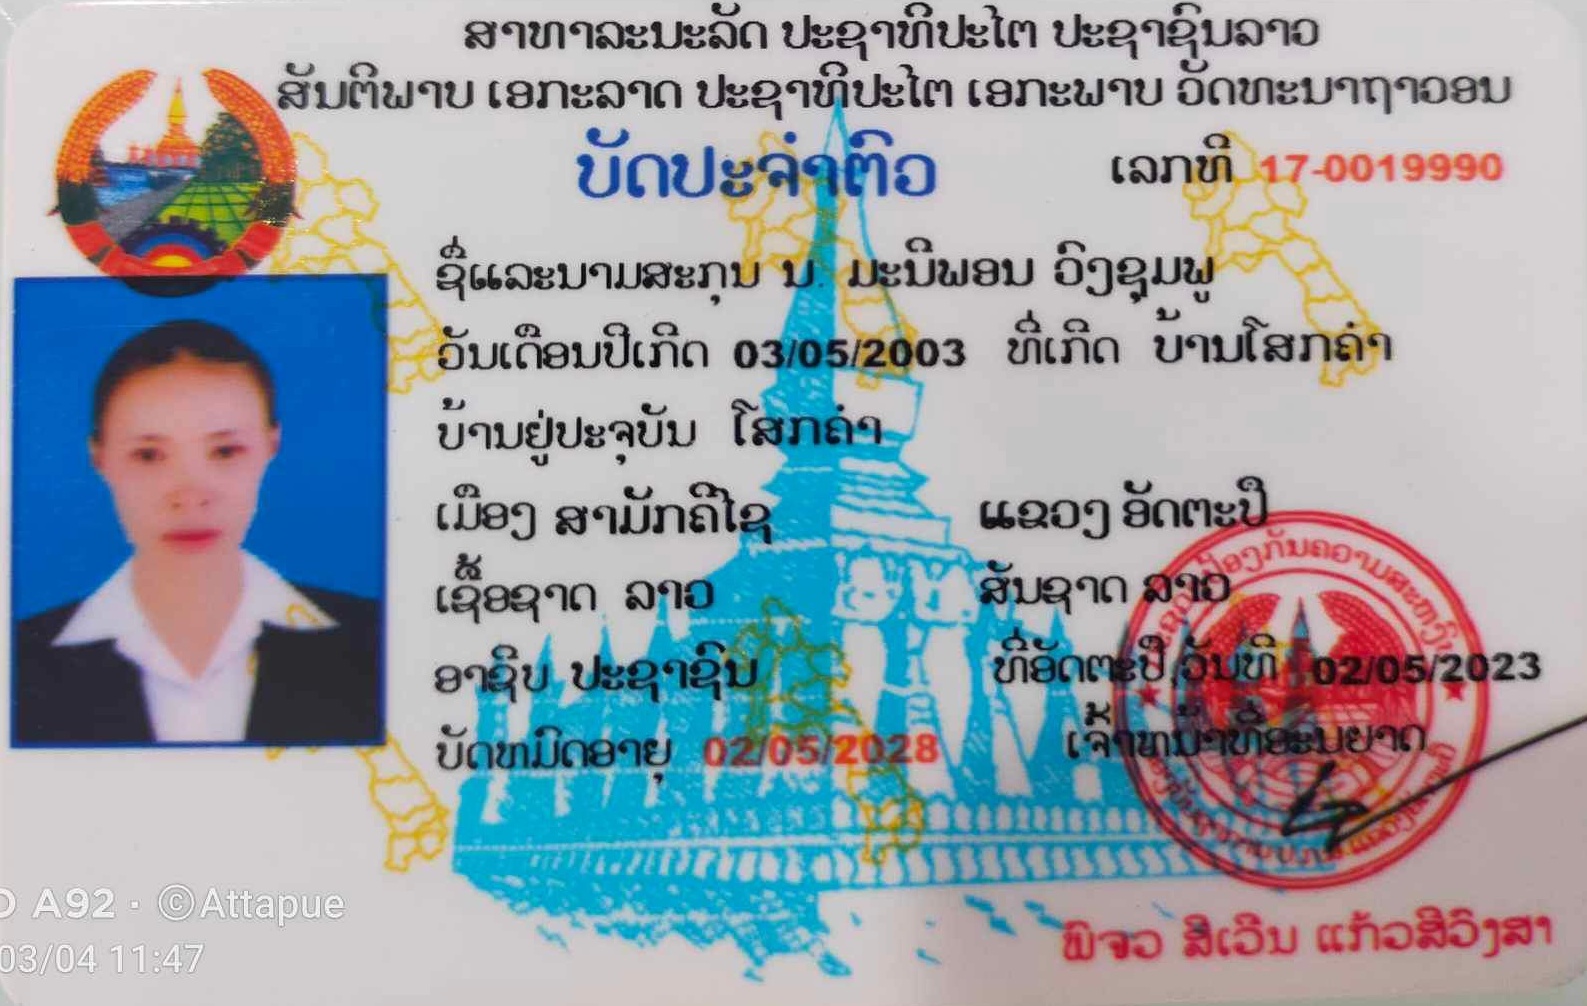 ສາທາລະນະລັດ ປະຊາທິປະໄຕ ປະຊາຊົນລາວ
ສັນຕິພາບ ເອກະລາດ ປະຊາທິປະໄຕ ເອກະພາບ ວັດທະນາຖາວອນ
ບັດປະຈຳຕົວ ເລກທີ 17-0019990
ຊື່ແລະນາມສະກຸນ ນ. ມະນີພອນ ວົງຊຸມພູ
ວັນເດືອນປີເກີດ 03/05/2003 ທີ່ເກີດ ບ້ານໂສກຄຳ
ບ້ານຢູ່ປະຈຸບັນ ໂສກຄຳ
ເມືອງ ສາມັກຄີໄຊ ແຂວງ ອັດຕະປື
ເຊື້ອຊາດ ລາວ ສັນຊາດ ລາວ
ອາຊີບ ປະຊາຊົນ ທີ່ອັດຕະປື,ວັນທີ 02/05/2023
ບັດຫມົດອາຍຸ 02/05/2028 ເຈົ້າຫນ້າທີ່ອະນຸຍາດ
A92 · ©Attapue
03/04 11:47
ພົຈວ ສີເວີນ ແກ້ວສີວົງສາ